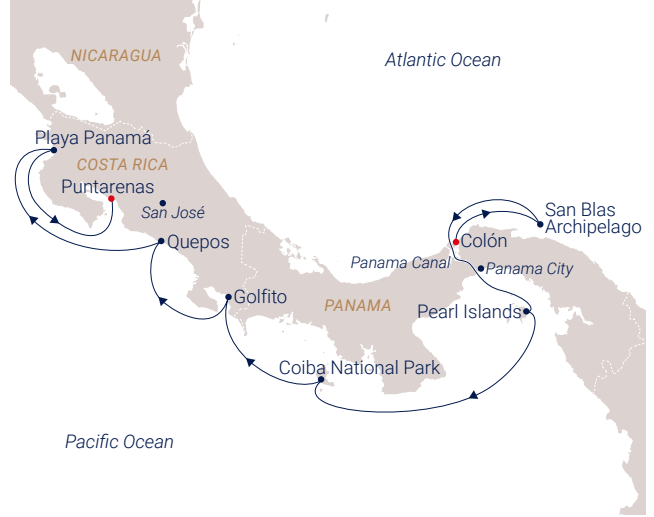 NICARAGUA
Atlantic Ocean
Playa Panamá
COSTA RICA
Puntarenas
San José
San Blas
Archipelago
Quepos
Colón
Panama Canal
Panama City
Golfito
PANAMA
Pearl Islands
Coiba National Park
Pacific Ocean